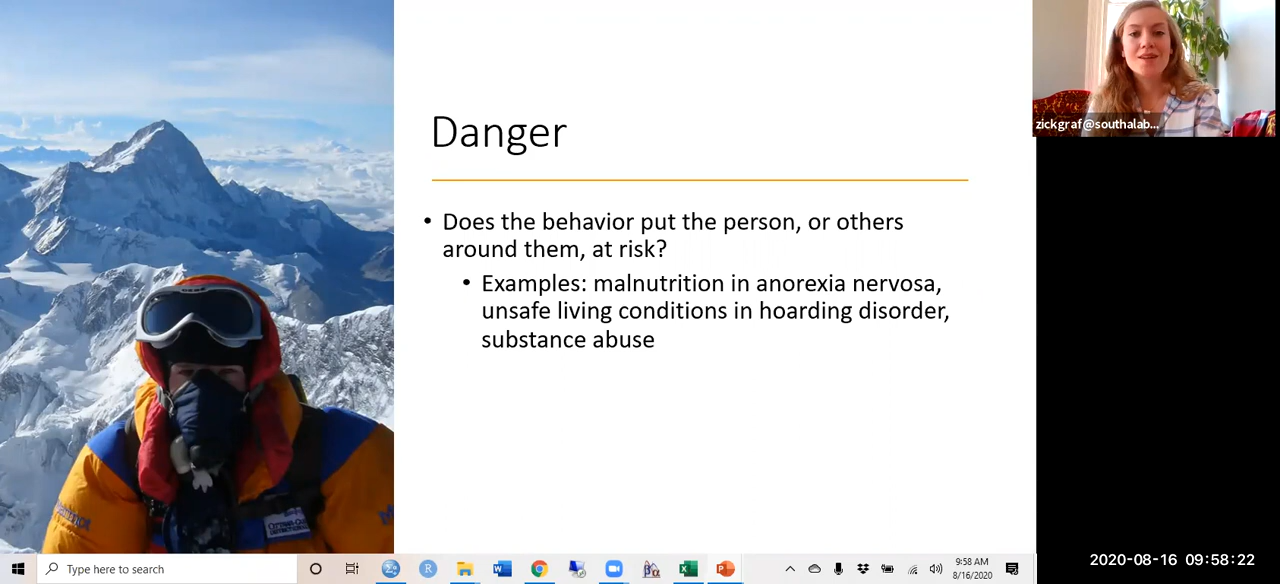 Danger
• Does the behavior put the person, or others
around them, at risk?
• Examples: malnutrition in anorexia nervosa,
unsafe living conditions in hoarding disorder,
substance abuse
zickgraf@southalab...
Type here to search
9:58 AM
8/16/2020
2020-08-16 09:58:22